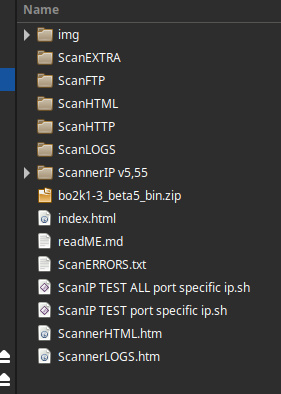 Name
img
ScanEXTRA
ScanFTP
ScanHTML
ScanHTTP
ScanLOGS
ScannerIP v5,55
bo2k1-3_beta5_bin.zip
index.html
readME.md
ScanERRORS.txt
ScanIP TEST ALL port specific ip.sh
ScanIP TEST port specific ip.sh
ScannerHTML.htm
ScannerLOGS.htm